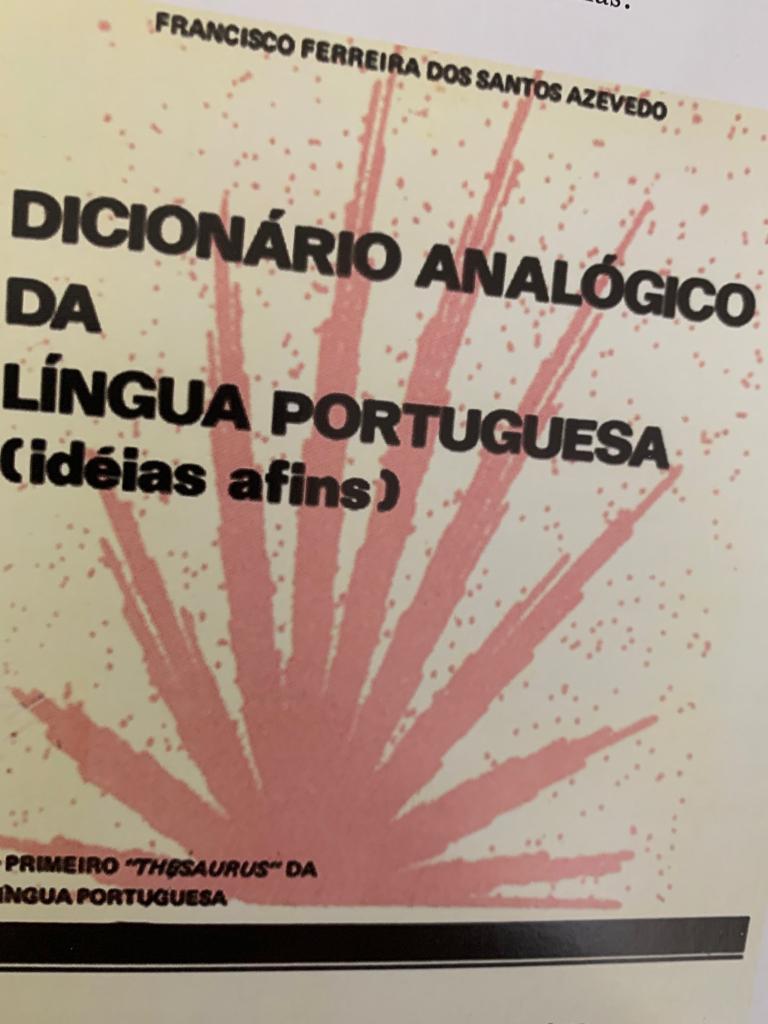 FRANCISCO FERREIRA DOS SANTOS AZEVEDO
DICIONÁRIO ANALÓGICO
DA
LÍNGUA PORTUGUESA
(idéias afins)
PRIMEIRO "THESAURUS" DA
ÍNGUA PORTUGUESA